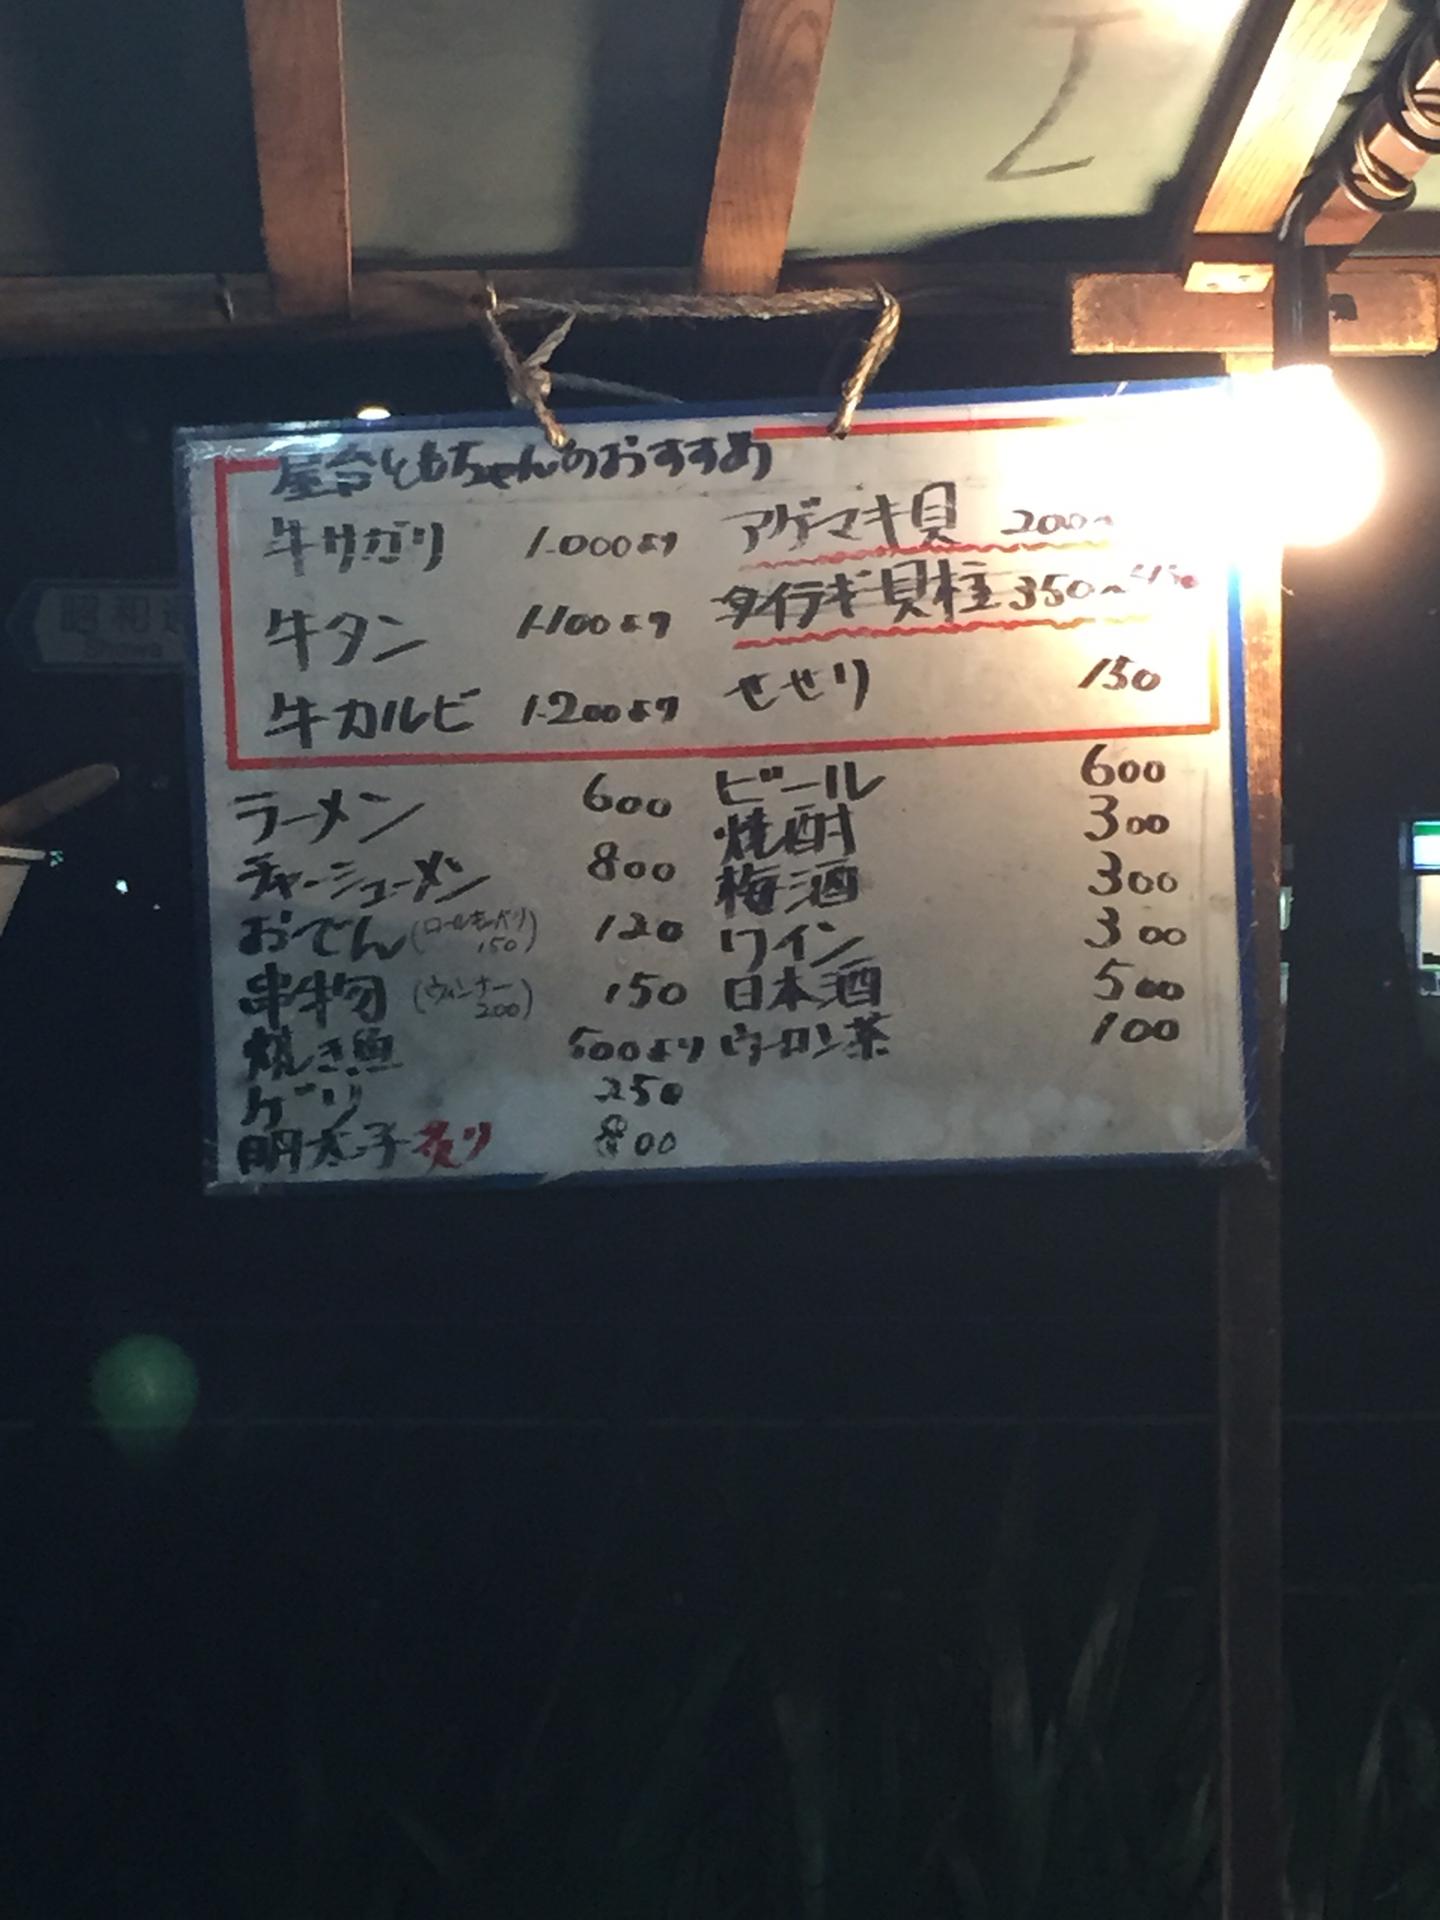 屋台ともちゃんのおすすめ
牛サガリ 1.000より
牛タン 1.100より
牛カルビ 1.200より
アゲマキ貝 200〜
タイラギ貝柱 350〜450
せせり 150
ラーメン 600
チャーシューメン 800
おでん (ロールキャベツ 150) 120
串物 (ウィンナー 200) 150
焼き魚 500より
ゲソ 250
明太子炙り 800
ビール 600
焼酎 300
梅酒 300
ワイン 300
日本酒 500
ウーロン茶 100
昭和
Showa